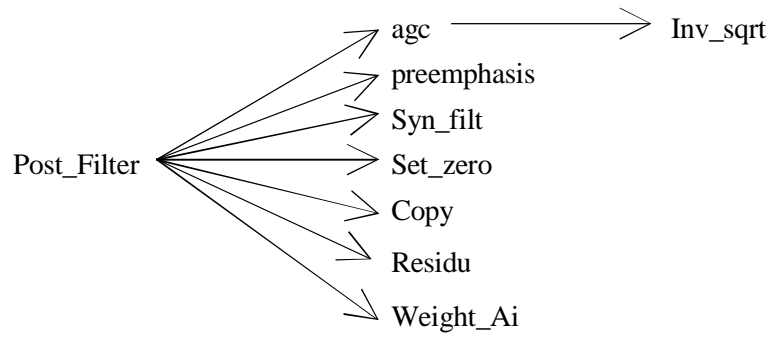 agc Inv_sqrt
preemphasis
Syn_filt
Post_Filter Set_zero
Copy
Residu
Weight_Ai